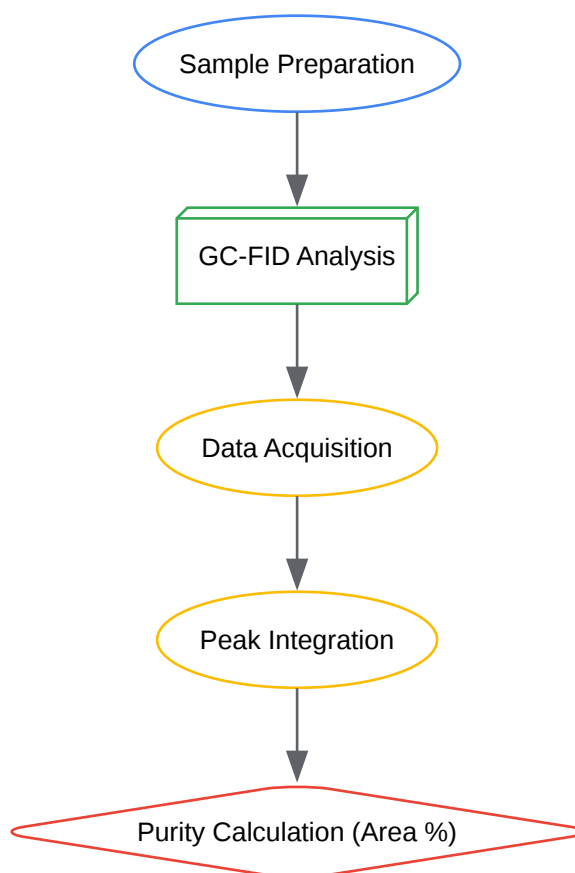 Sample Preparation
GC-FID Analysis
Data Acquisition
Peak Integration
Purity Calculation (Area %)